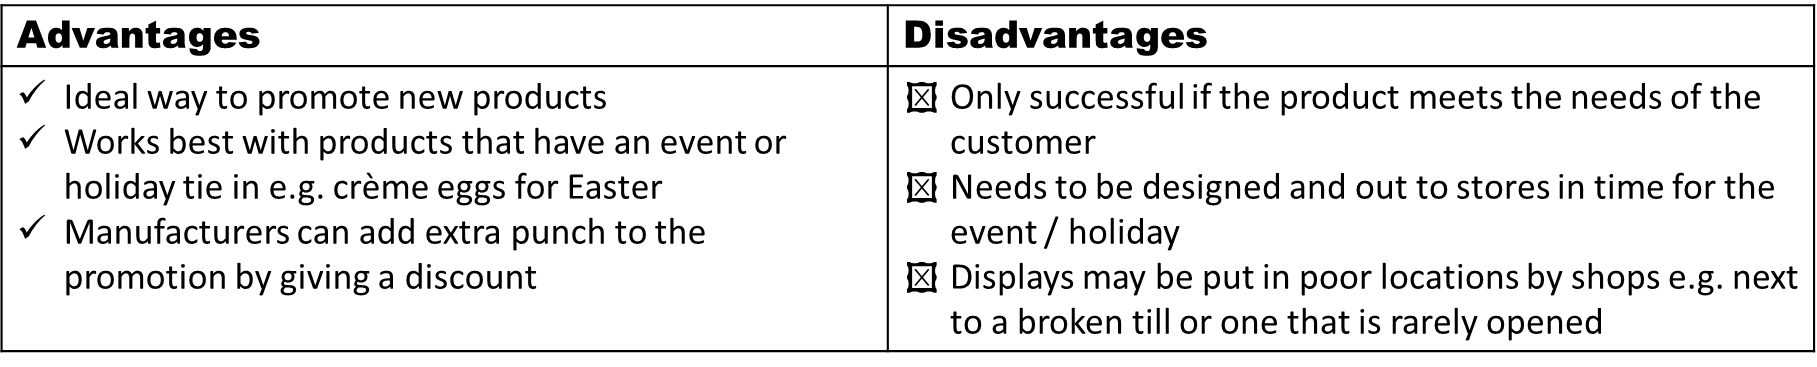 Advantages
✓ Ideal way to promote new products
✓ Works best with products that have an event or
holiday tie in e.g. crème eggs for Easter
✓ Manufacturers can add extra punch to the
promotion by giving a discount
Disadvantages
☒ Only successful if the product meets the needs of the
customer
☒ Needs to be designed and out to stores in time for the
event / holiday
☒ Displays may be put in poor locations by shops e.g. next
to a broken till or one that is rarely opened